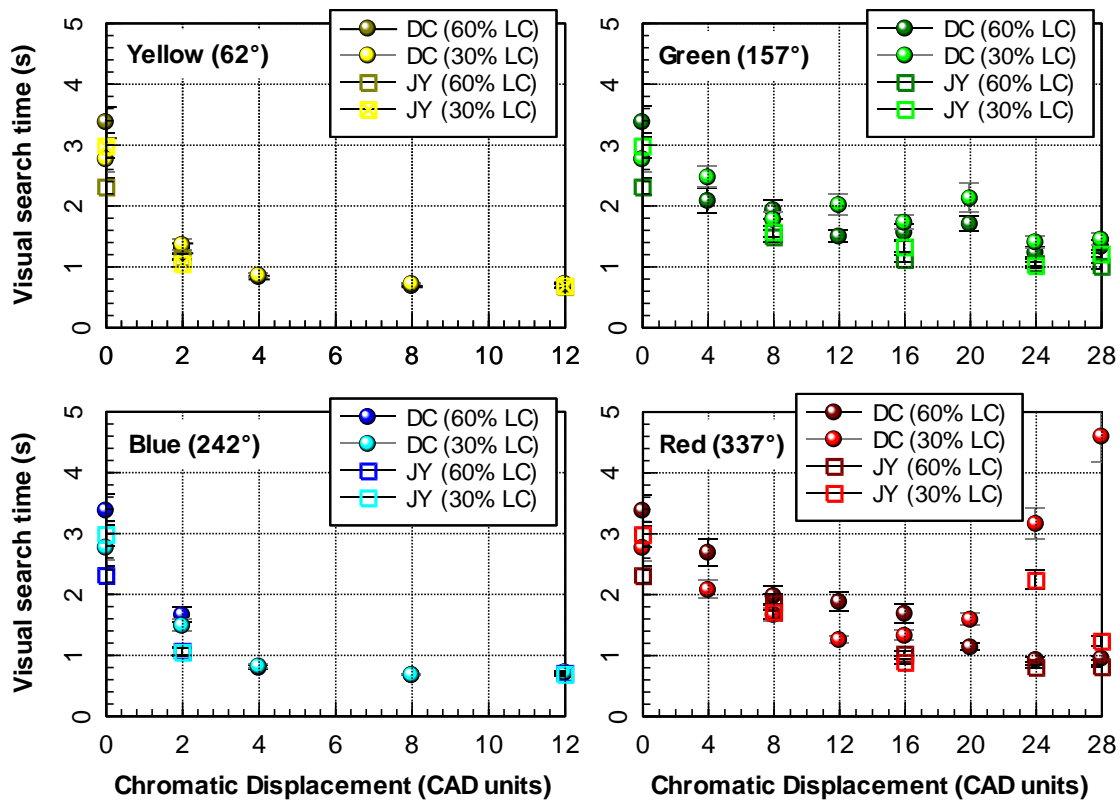 Visual search time (s)
5
4
3
2
1
0
Yellow (62°)
DC (60% LC)
DC (30% LC)
JY (60% LC)
JY (30% LC)
0 2 4 6 8 10 12
5
4
3
2
1
0
Green (157°)
DC (60% LC)
DC (30% LC)
JY (60% LC)
JY (30% LC)
0 4 8 12 16 20 24 28
Visual search time (s)
5
4
3
2
1
0
Blue (242°)
DC (60% LC)
DC (30% LC)
JY (60% LC)
JY (30% LC)
0 2 4 6 8 10 12
Chromatic Displacement (CAD units)
5
4
3
2
1
0
Red (337°)
DC (60% LC)
DC (30% LC)
JY (60% LC)
JY (30% LC)
0 4 8 12 16 20 24 28
Chromatic Displacement (CAD units)